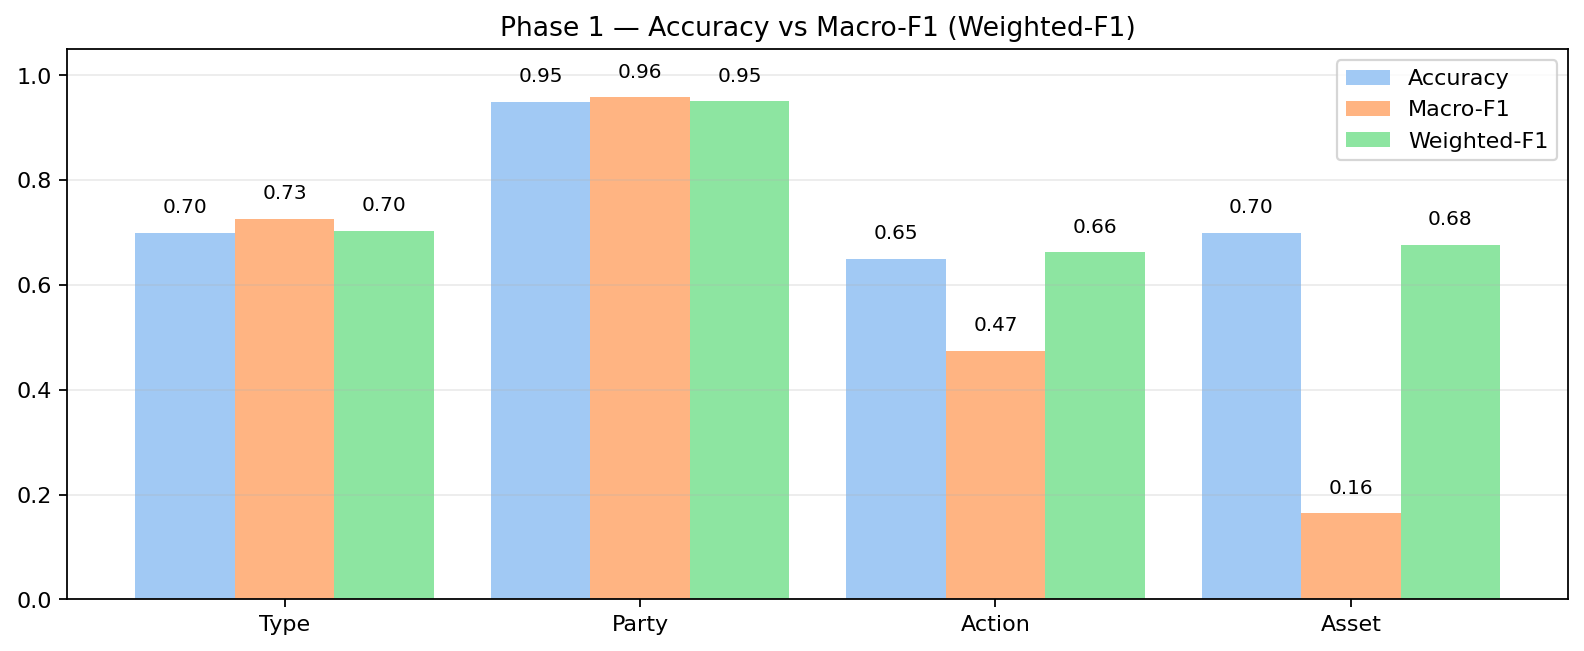 Phase 1 — Accuracy vs Macro-F1 (Weighted-F1)
1.0
0.8
0.6
0.4
0.2
0.0
0.70
0.73
0.70
0.95
0.96
0.95
0.65
0.47
0.66
0.70
0.16
0.68
Accuracy
Macro-F1
Weighted-F1
Type
Party
Action
Asset